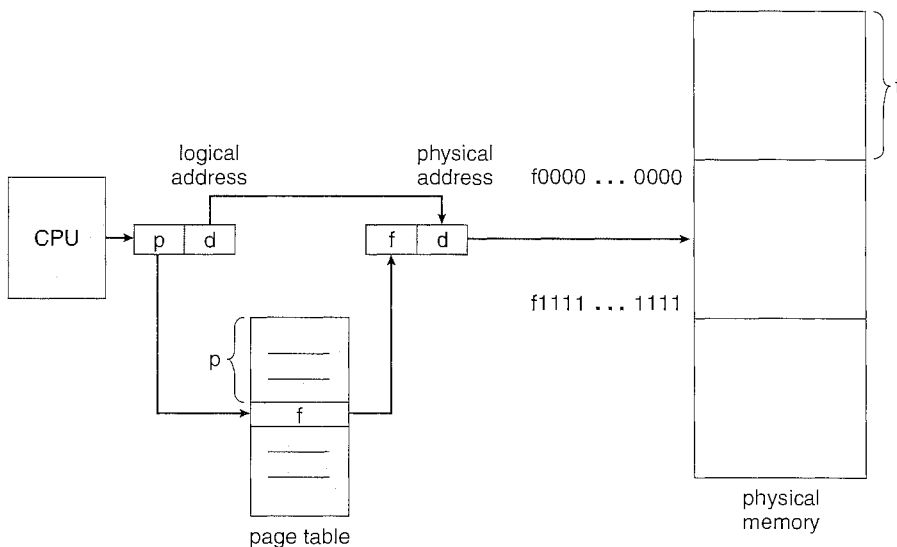 logical
address
physical
address
f0000 ... 0000
CPU
p
d
f
d
f1111 ... 1111
p
f
page table
physical
memory